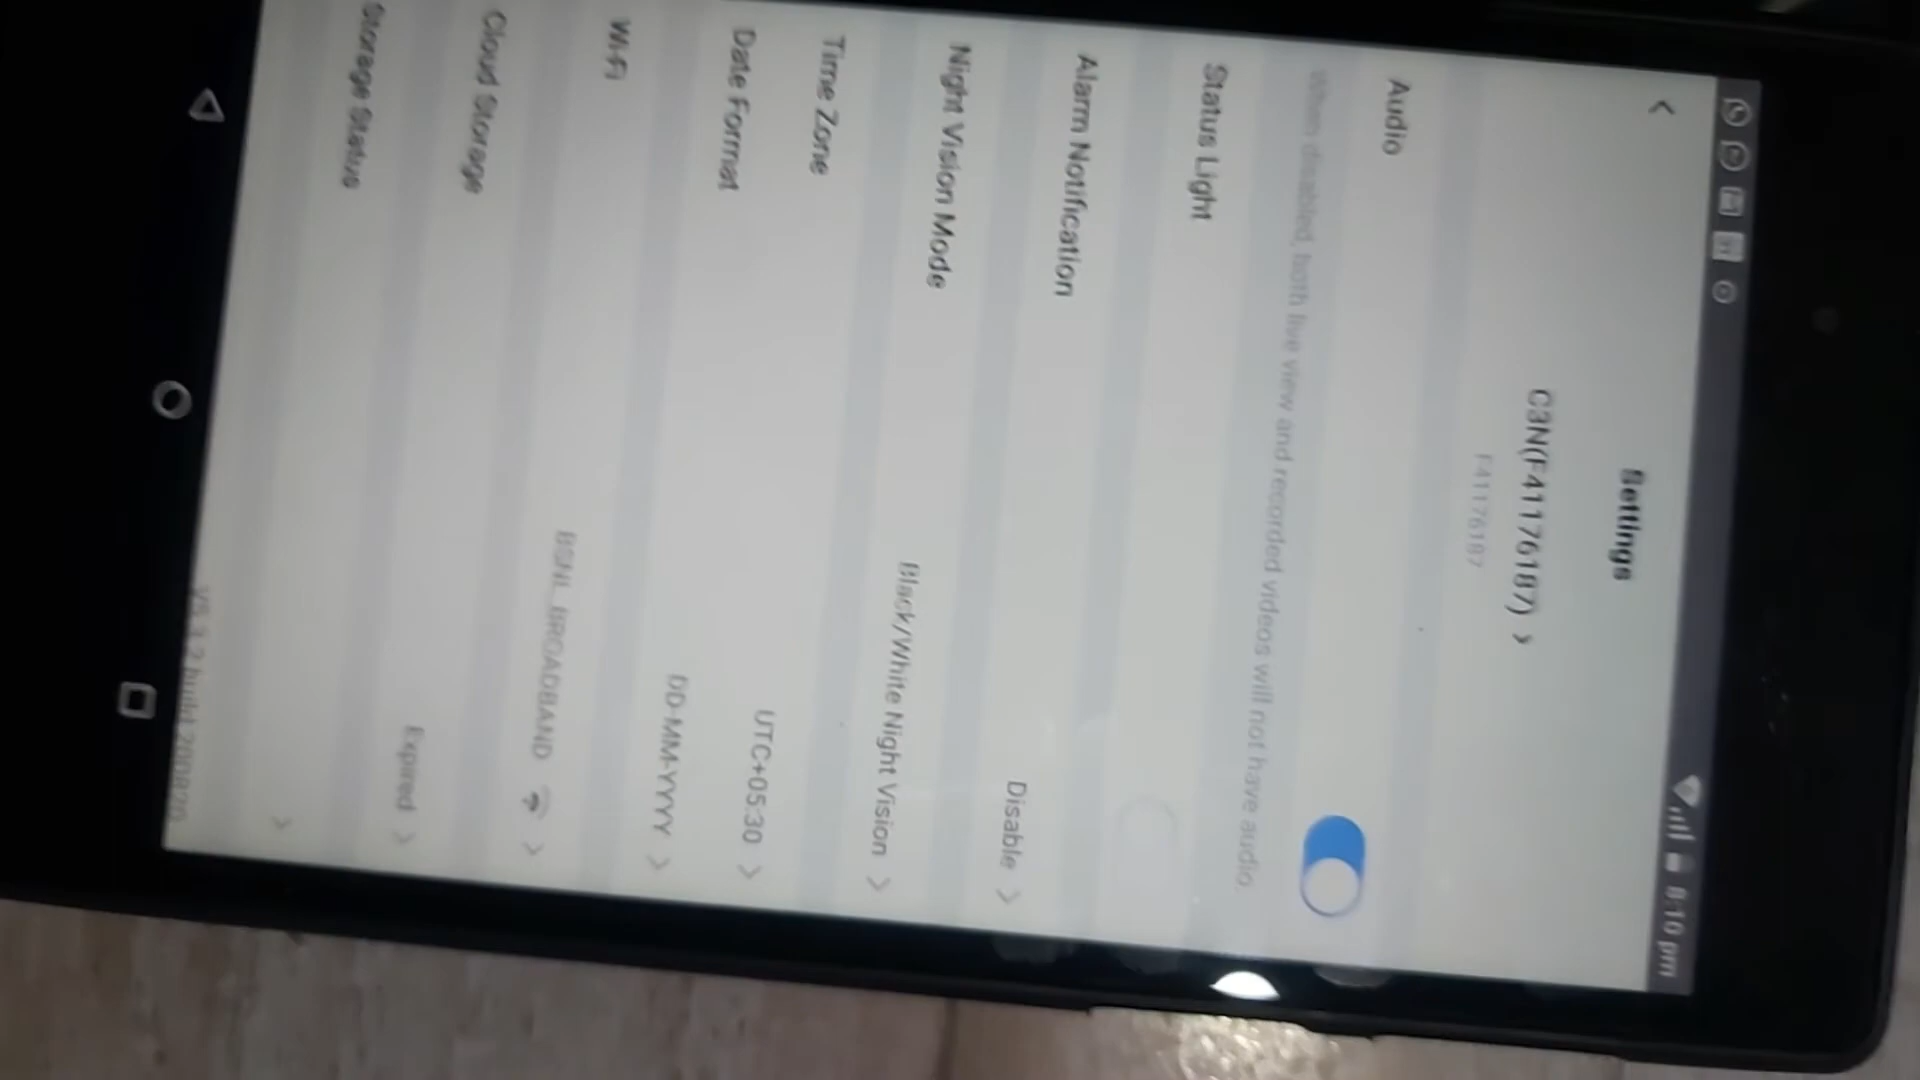 8:10 pm
Settings
C3N(F41176187)
F41176187
Audio
When disabled, both live view and recorded videos will not have audio.
Status Light
Alarm Notification Disable
Night Vision Mode Black/White Night Vision
Time Zone UTC+05:30
Date Format DD-MM-YYYY
Wi-Fi BSNL_BROADBAND
Cloud Storage Expired
Storage Status